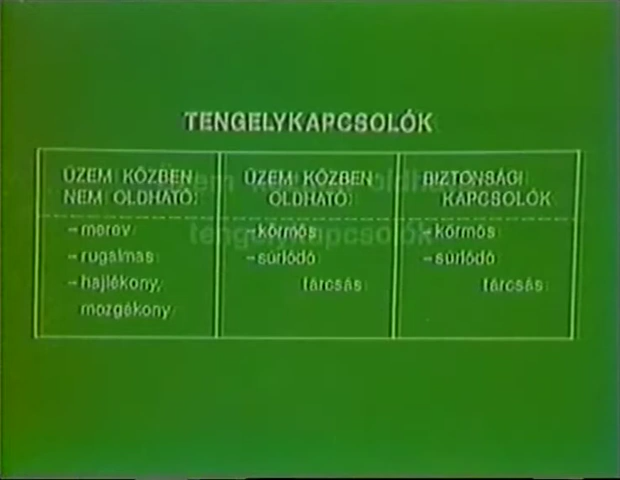 TENGELYKAPCSOLÓK
ÜZEM KÖZBEN
NEM OLDHATÓ:
- merev
- rugalmas
- hajlékony,
mozgékony
ÜZEM KÖZBEN
OLDHATÓ:
- körmös
- súrlódó
tárcsás
BIZTONSÁGI
KAPCSOLÓK
- körmös
- súrlódó
tárcsás
tengelykapcsolók